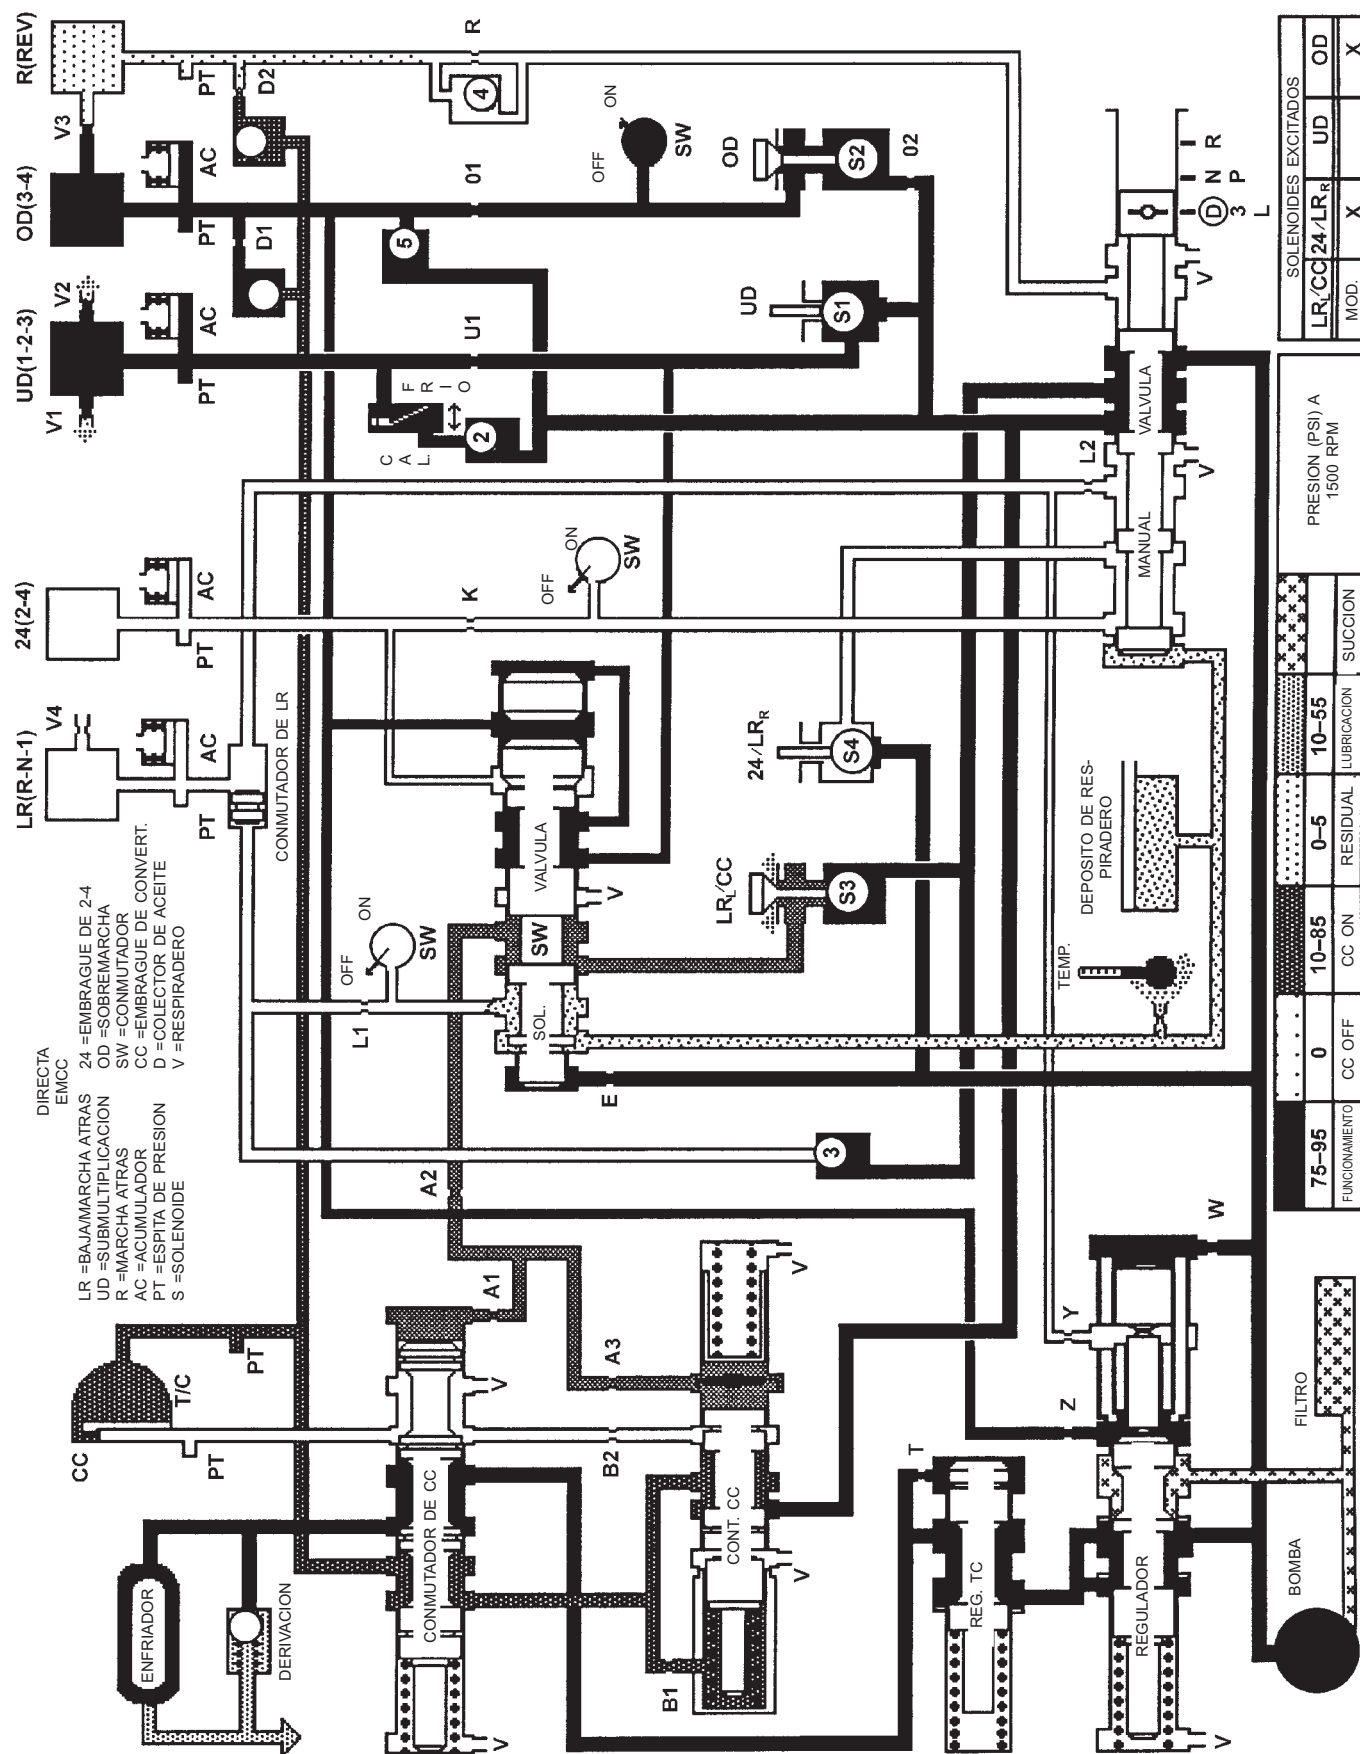 DIRECTA
EMCC
LR =BAJA/MARCHA ATRAS
UD =SUBMULTIPLICACION
R =MARCHA ATRAS
AC =ACUMULADOR
PT =ESPITA DE PRESION
S =SOLENOIDE
24 =EMBRAGUE DE 2-4
OD =SOBREMARCHA
SW =CONMUTADOR
CC =EMBRAGUE DE CONVERT.
D =COLECTOR DE ACEITE
V =RESPIRADERO
LR(R-N-1)
24(2-4)
UD(1-2-3)
OD(3-4)
R(REV)
V4
V1
V2
V3
PT
AC
PT
AC
PT
AC
PT
AC
PT
D1
D2
CONMUTADOR DE LR
CC
T/C
PT
PT
ENFRIADOR
DERIVACION
CONMUTADOR DE CC
V
V
A1
A2
A3
B1
B2
CONT. CC
V
V
L1
OFF
ON
SW
E
SOL.
SW
VALVULA
V
K
OFF
ON
SW
U1
01
R
4
5
2
CAL.
FRIO
OFF
ON
SW
OD
S2
02
UD
S1
24/LRR
S4
LRL/CC
S3
3
TEMP.
DEPOSITO DE RES-
PIRADERO
MANUAL
VALVULA
L2
V
V
D
N
R
P
3
L
T
REG. TC
Z
Y
W
REGULADOR
V
BOMBA
FILTRO
75–95
0
10–85
0–5
10–55
FUNCIONAMIENTO
CC OFF
CC ON
RESIDUAL
LUBRICACION
SUCCION
PRESION (PSI) A
1500 RPM
SOLENOIDES EXCITADOS
LRL/CC
24/LRR
UD
OD
MOD.
X
X